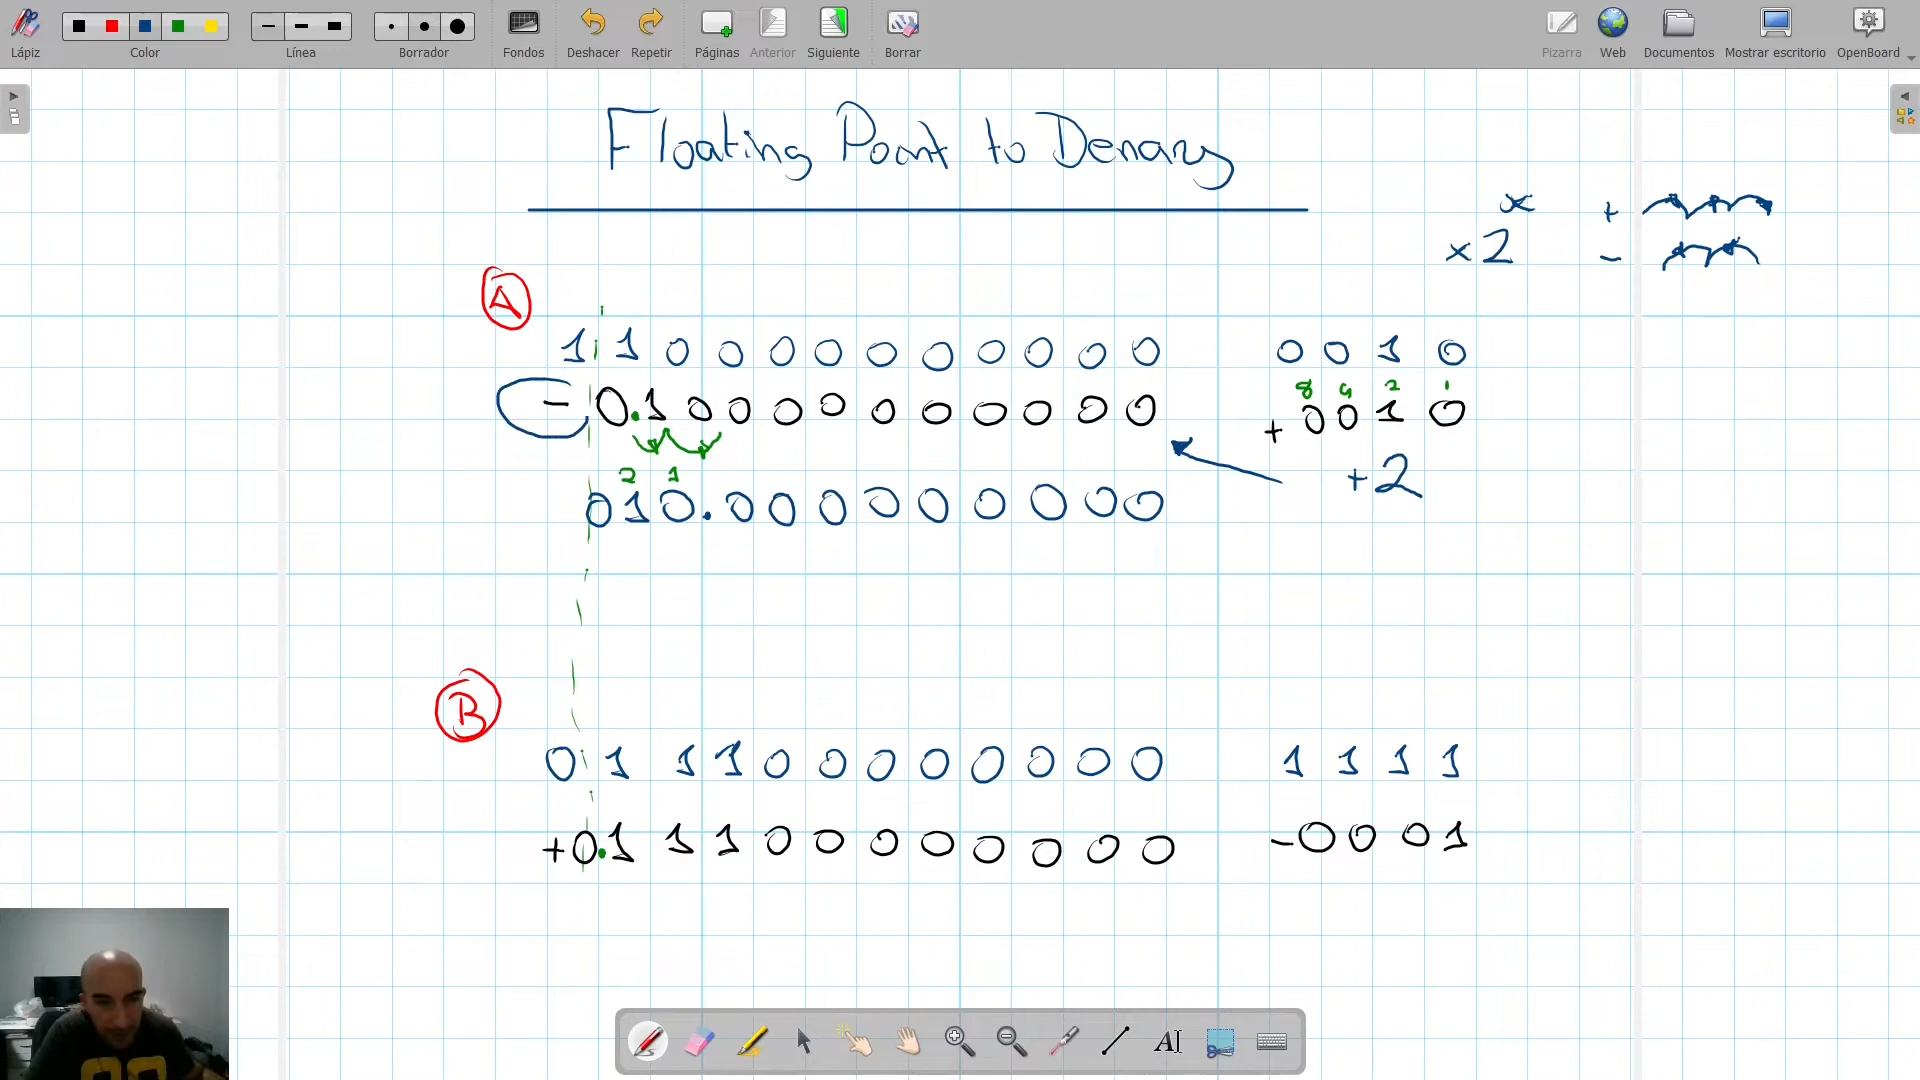 Lápiz Color Línea Borrador Fondos Deshacer Repetir Páginas Anterior Siguiente Borrar Pizarra Web Documentos Mostrar escritorio OpenBoard
Floating Point to Denary
x +
×2 -
A
1 1 0 0 0 0 0 0 0 0 0 0 0 0 1 0
8 4 2 1
- 0.1 0 0 0 0 0 0 0 0 0 0 + 0 0 1 0
2 1 +2
0 1 0 . 0 0 0 0 0 0 0 0 0
B
0 1 1 1 0 0 0 0 0 0 0 0 1 1 1 1
+0.1 1 1 0 0 0 0 0 0 0 0 -0 0 0 1